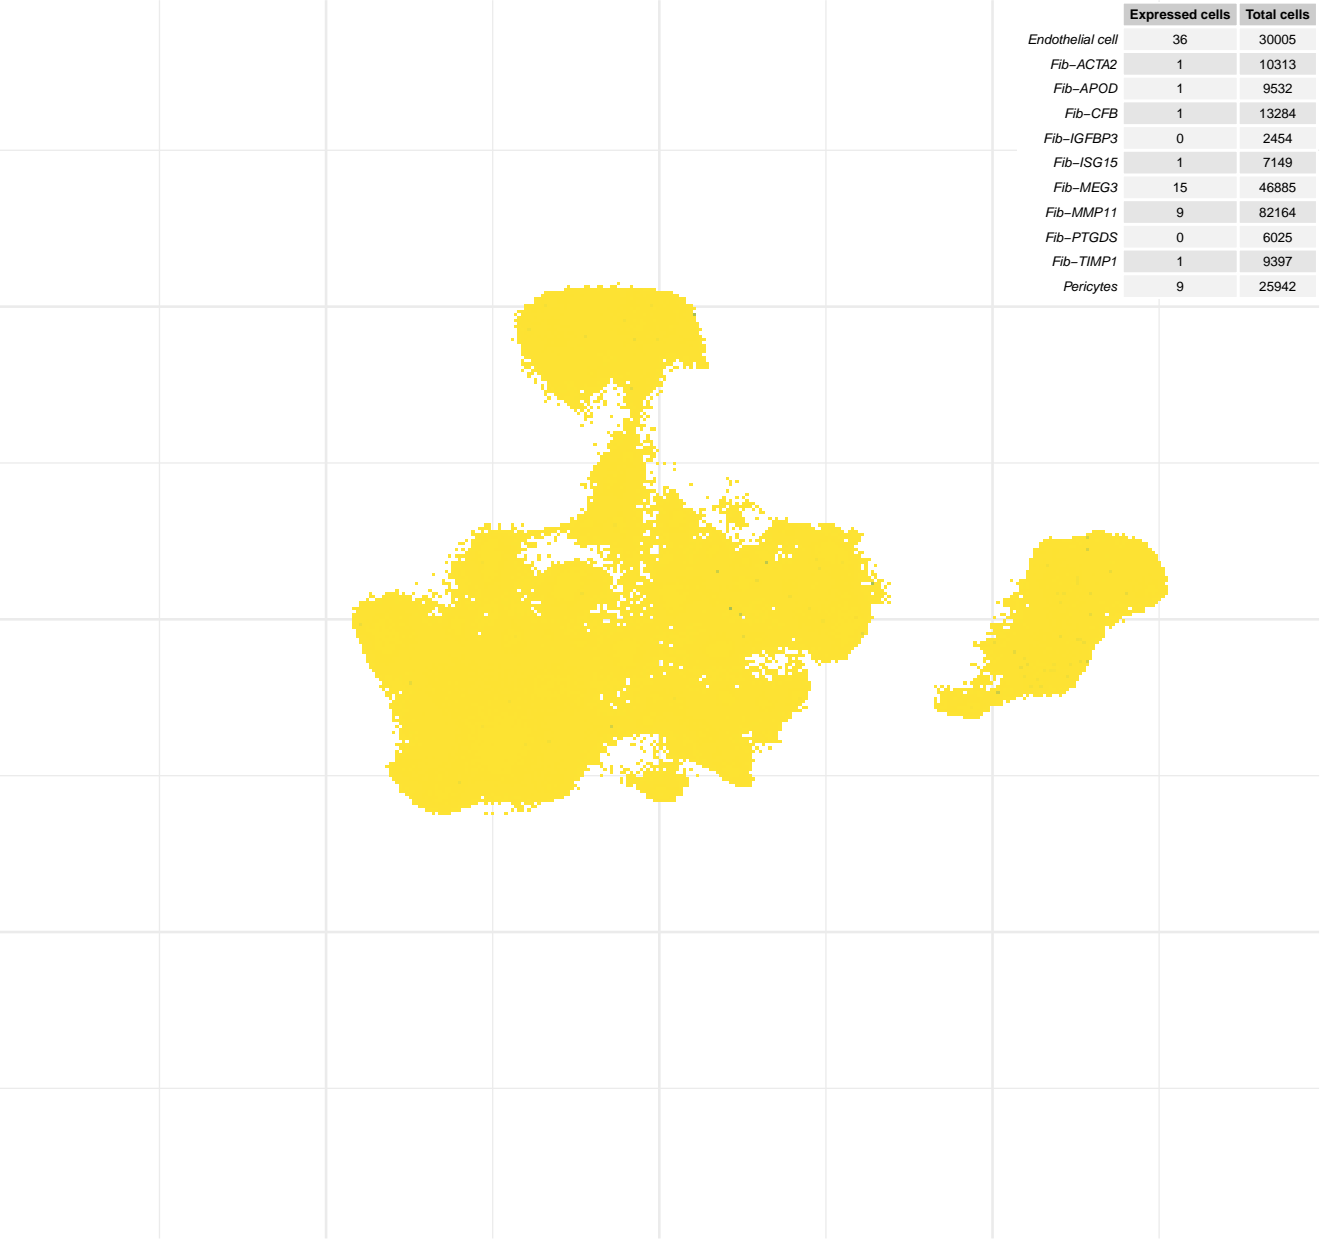 Expressed cells Total cells
Endothelial cell 36 30005
Fib−ACTA2 1 10313
Fib−APOD 1 9532
Fib−CFB 1 13284
Fib−IGFBP3 0 2454
Fib−ISG15 1 7149
Fib−MEG3 15 46885
Fib−MMP11 9 82164
Fib−PTGDS 0 6025
Fib−TIMP1 1 9397
Pericytes 9 25942